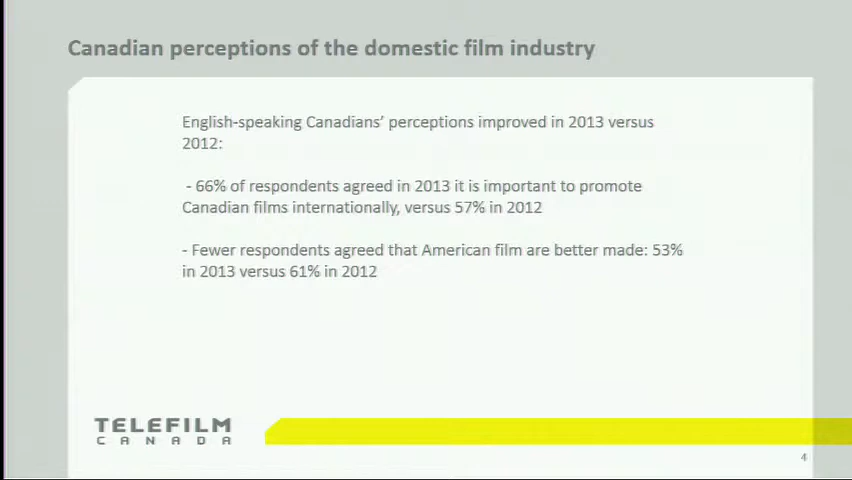 Canadian perceptions of the domestic film industry
English-speaking Canadians’ perceptions improved in 2013 versus
2012:
- 66% of respondents agreed in 2013 it is important to promote
Canadian films internationally, versus 57% in 2012
- Fewer respondents agreed that American film are better made: 53%
in 2013 versus 61% in 2012
TELEFILM
CANADA
4